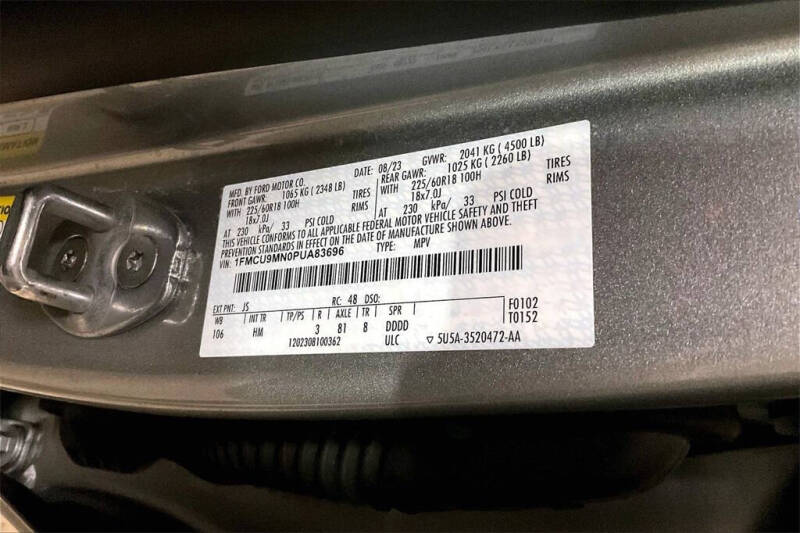 MFD. BY FORD MOTOR CO.
08/23
GVWR: 2041 KG ( 4500 LB)
FRONT GAWR: 1065 KG ( 2348 LB)
REAR GAWR: 1025 KG ( 2260 LB)
WITH 225/60R18 100H TIRES
225/60R18 100H TIRES
WITH
18x7.0J RIMS
18x7.0J RIMS
AT 230 kPa/ 33 PSI COLD
AT 230 kPa/ 33 PSI COLD
THIS VEHICLE CONFORMS TO ALL APPLICABLE FEDERAL MOTOR VEHICLE SAFETY AND THEFT
PREVENTION STANDARDS IN EFFECT ON THE DATE OF MANUFACTURE SHOWN ABOVE.
VIN: 1FMCU9MN0PUA83696
TYPE: MPV
EXT PNT: JS RC: 48 DSO:
WB INT TR TP/PS R AXLE TR SPR F0102
106 HM 3 81 8 DDDD T0152
1202308100362 ULC ▽ 5U5A-3520472-AA